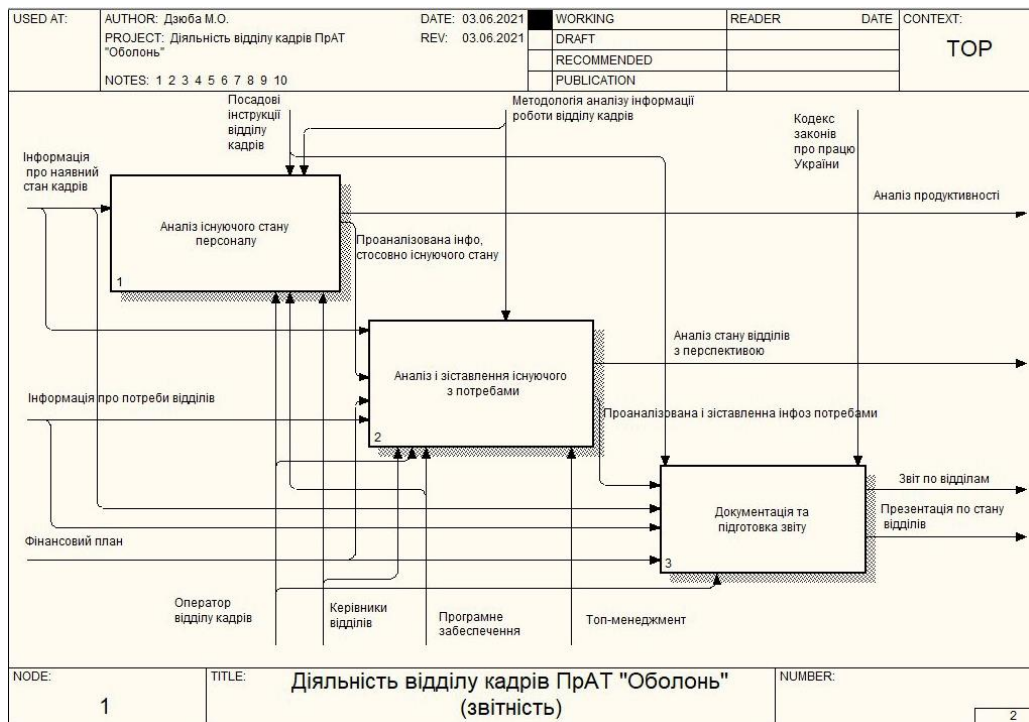 USED AT:
AUTHOR: Дзюба М.О.
DATE: 03.06.2021
PROJECT: Діяльність відділу кадрів ПрАТ
"Оболонь"
REV: 03.06.2021
NOTES: 1 2 3 4 5 6 7 8 9 10
WORKING
DRAFT
RECOMMENDED
PUBLICATION
READER
DATE
CONTEXT:
TOP
Посадові
інструкції
відділу
кадрів
Методологія аналізу інформації
роботи відділу кадрів
Кодекс
законів
про працю
України
Інформація
про наявний
стан кадрів
Аналіз існуючого стану
персоналу
1
Аналіз продуктивності
Проаналізована інфо,
стосовно існуючого стану
Аналіз і зіставлення існуючого
з потребами
2
Аналіз стану відділів
з перспективою
Інформація про потреби відділів
Проаналізована і зіставленна інфоз потребами
Документація та
підготовка звіту
3
Звіт по відділам
Презентація по стану
відділів
Фінансовий план
Оператор
відділу кадрів
Керівники
відділів
Програмне
забеспечення
Топ-менеджмент
NODE:
1
TITLE:
Діяльність відділу кадрів ПрАТ "Оболонь"
(звітність)
NUMBER:
2